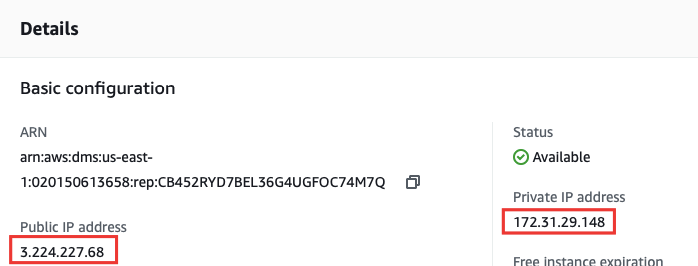 Details
Basic configuration
ARN
arn:aws:dms:us-east-
1:020150613658:rep:CB452RYD7BEL36G4UGFOC74M7Q
Public IP address
3.224.227.68
Status
Available
Private IP address
172.31.29.148
Free instance expiration